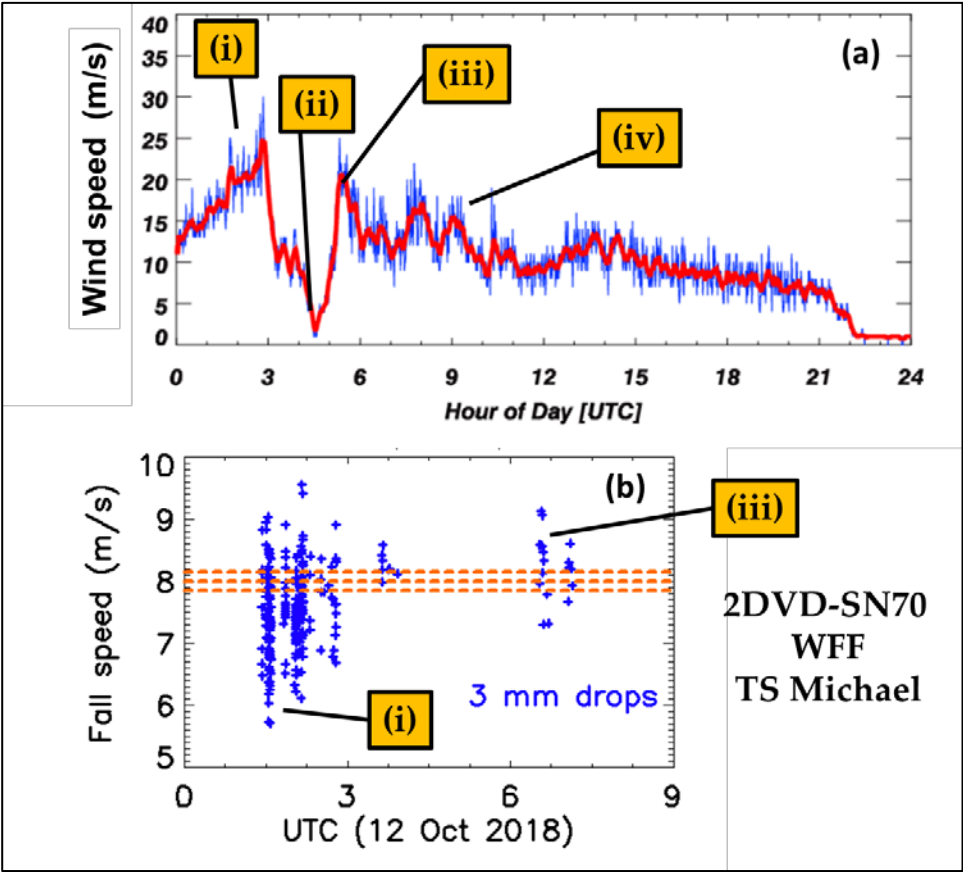 40
35
30
25
20
15
10
5
0
Wind speed (m/s)
(i)
(ii)
(iii)
(iv)
(a)
0 3 6 9 12 15 18 21 24
Hour of Day [UTC]
10
9
8
7
6
5
Fall speed (m/s)
(b)
(iii)
(i)
3 mm drops
0 3 6 9
UTC (12 Oct 2018)
2DVD-SN70
WFF
TS Michael